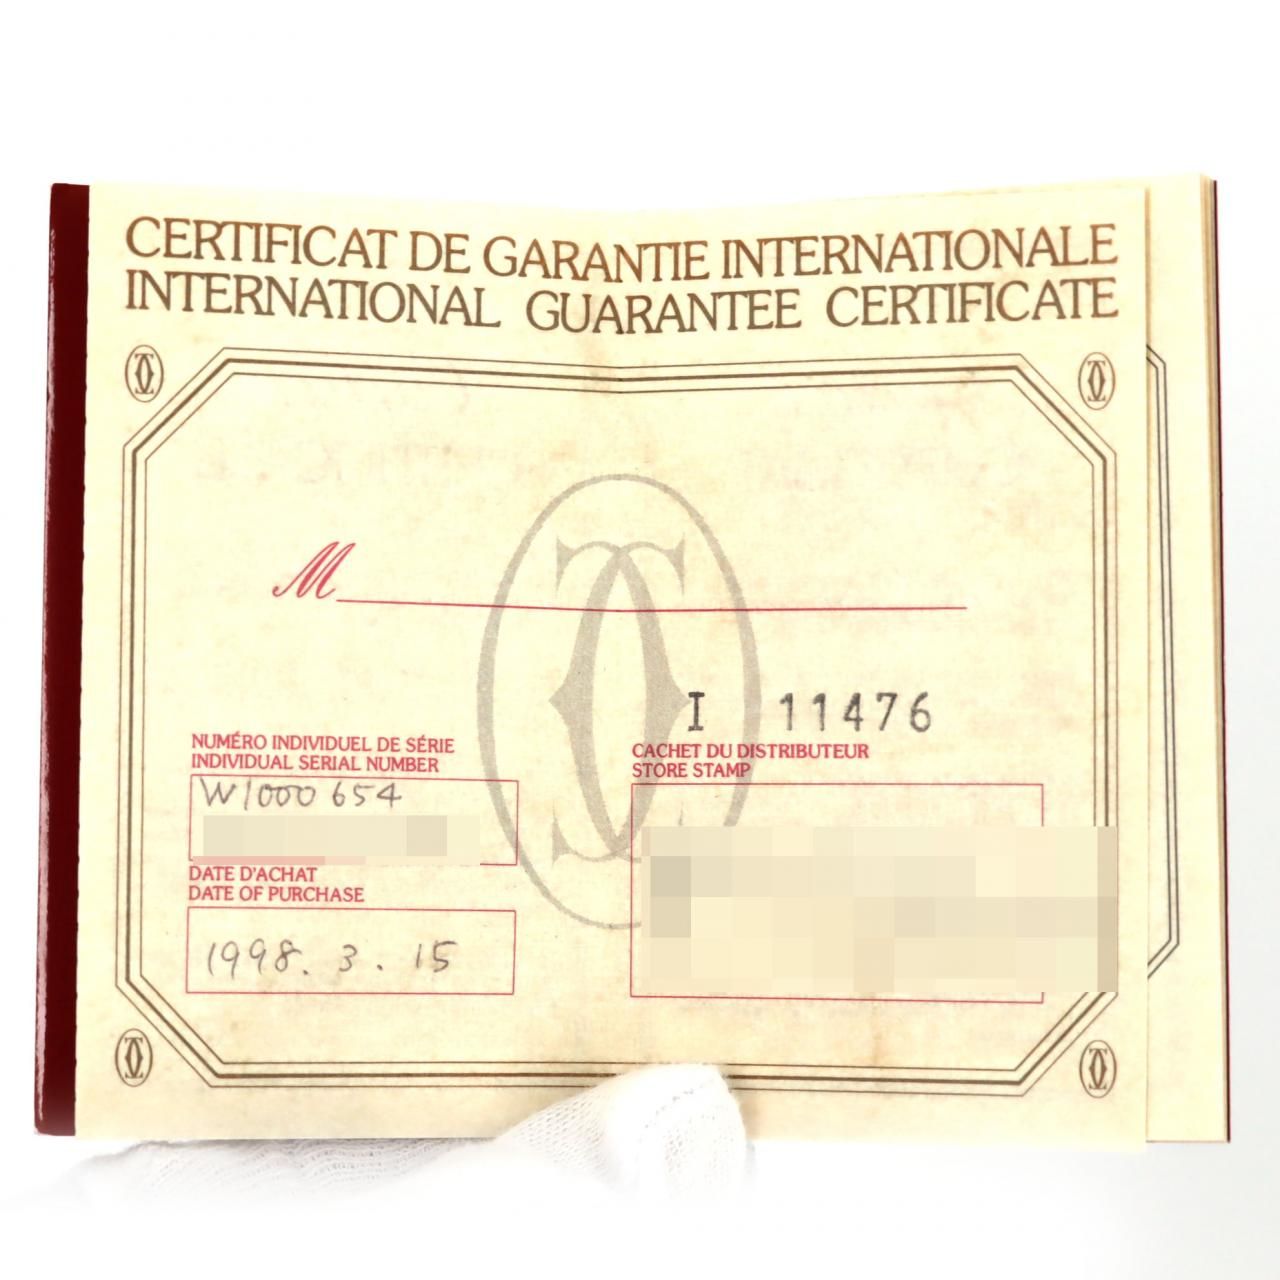 CERTIFICAT DE GARANTIE INTERNATIONALE
INTERNATIONAL GUARANTEE CERTIFICATE
M
I 11476
NUMÉRO INDIVIDUEL DE SÉRIE
INDIVIDUAL SERIAL NUMBER
W1000654
CACHET DU DISTRIBUTEUR
STORE STAMP
DATE D'ACHAT
DATE OF PURCHASE
1998. 3. 15